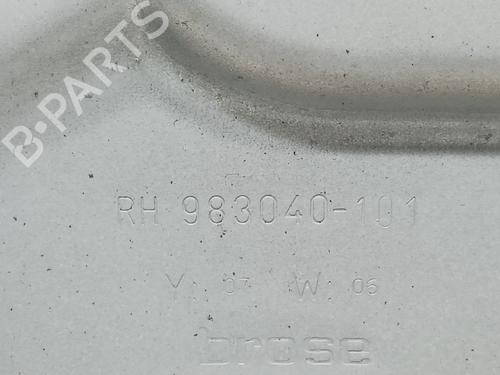 B-PARTS
RH 983040-101
Y: 07 W: 06
brose